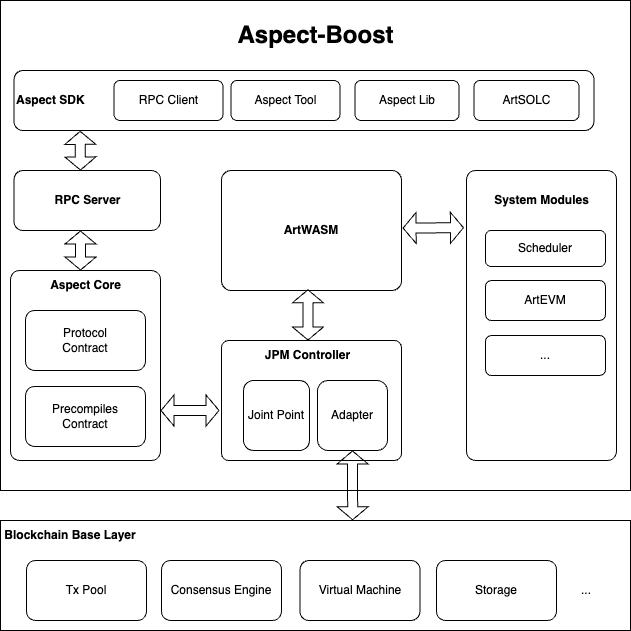 Aspect-Boost
Aspect SDK
RPC Client
Aspect Tool
Aspect Lib
ArtSOLC
RPC Server
ArtWASM
System Modules
Scheduler
ArtEVM
...
Aspect Core
Protocol
Contract
Precompiles
Contract
JPM Controller
Joint Point
Adapter
Blockchain Base Layer
Tx Pool
Consensus Engine
Virtual Machine
Storage
...